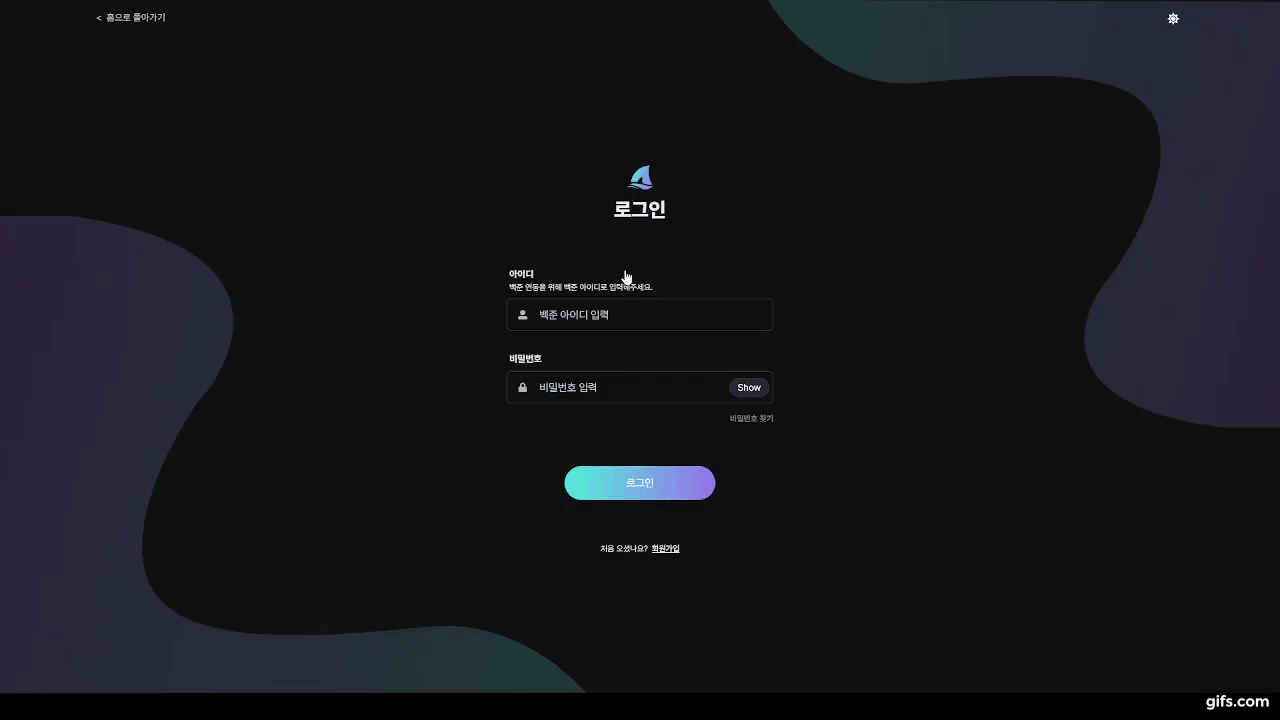 < 홈으로 돌아가기
로그인
아이디
백준 연동을 위해 백준 아이디로 입력해주세요.
백준 아이디 입력
비밀번호
비밀번호 입력
Show
비밀번호 찾기
로그인
처음 오셨나요? 회원가입
gifs.com